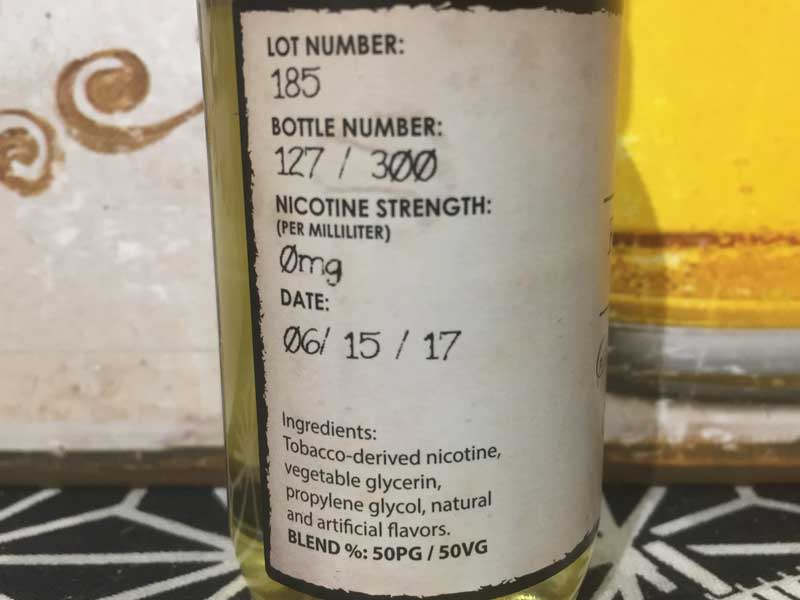 LOT NUMBER:
185
BOTTLE NUMBER:
127 / 300
NICOTINE STRENGTH:
(PER MILLILITER)
0mg
DATE:
06/ 15 / 17
Ingredients:
Tobacco-derived nicotine,
vegetable glycerin,
propylene glycol, natural
and artificial flavors.
BLEND %: 50PG / 50VG